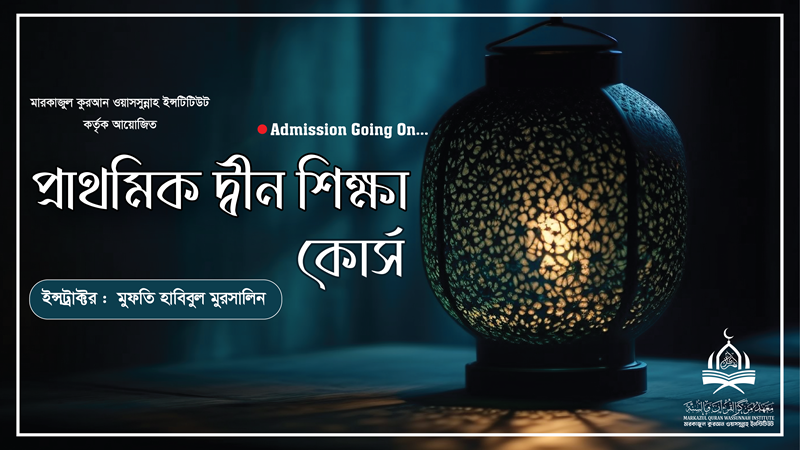 মারকাজুল কুরআন ওয়াসসুন্নাহ ইন্সটিটিউট
কর্তৃক আয়োজিত
Admission Going On...
প্রাথমিক দ্বীন শিক্ষা
কোর্স
ইন্সট্রাক্টর : মুফতি হাবিবুল মুরসালিন
MARKAZUL QURAN WASSUNNAH INSTITUTE
মারকাজুল কুরআন ওয়াসসুন্নাহ ইন্সটিটিউট